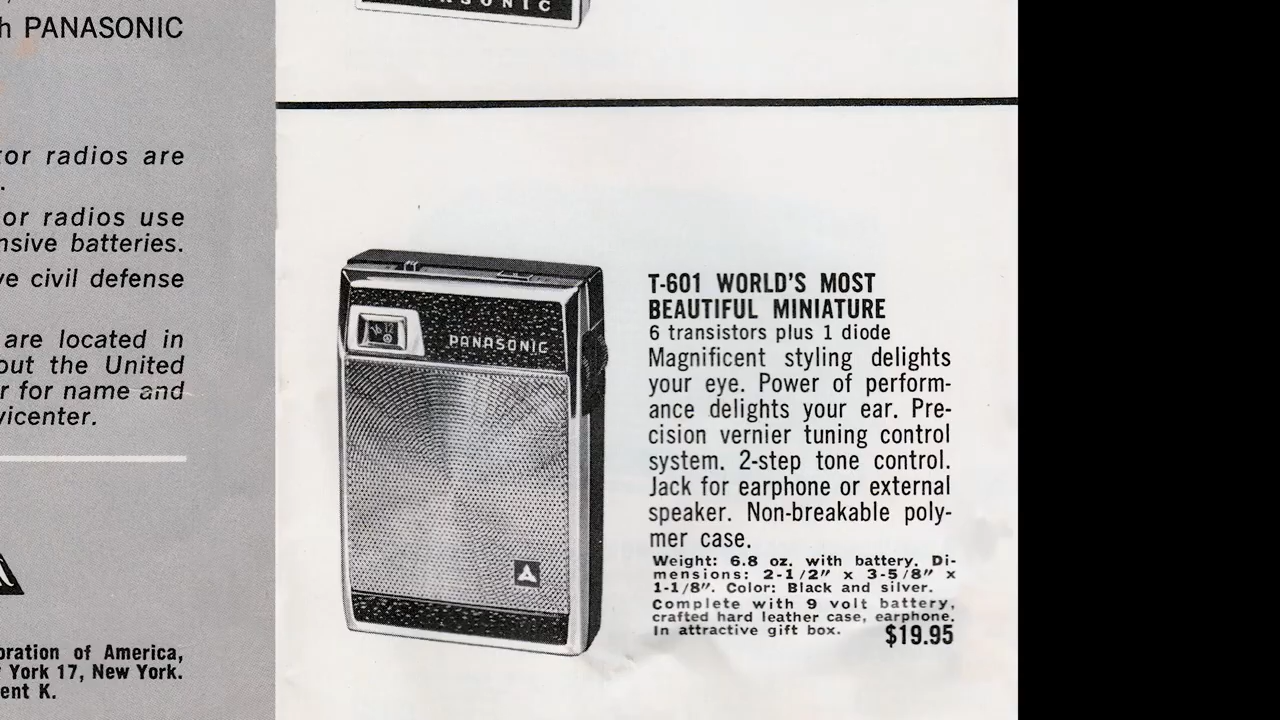 h PANASONIC
or radios are
or radios use
batteries.
civil defense
are located in
out the United
r for name and
oration of America,
York 17, New York.
ent K.
SONIC
PANASONIC
T-601 WORLD'S MOST
BEAUTIFUL MINIATURE
6 transistors plus 1 diode
Magnificent styling delights
your eye. Power of perform-
ance delights your ear. Pre-
cision vernier tuning control
system. 2-step tone control.
Jack for earphone or external
speaker. Non-breakable poly-
mer case.
Weight: 6.8 oz. with battery. Di-
mensions: 2-1/2" x 3-5/8" x
1-1/8". Color: Black and silver.
Complete with 9 volt battery,
crafted hard leather case, earphone.
In attractive gift box. $19.95